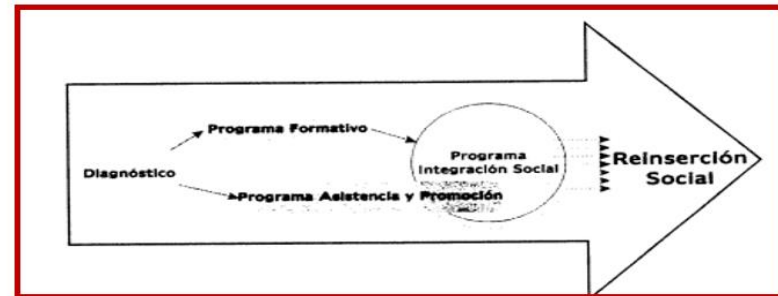 Programa Formativo
Diagnóstico
Programa
Integración Social
Programa Asistencia y Promoción
Reinserción
Social